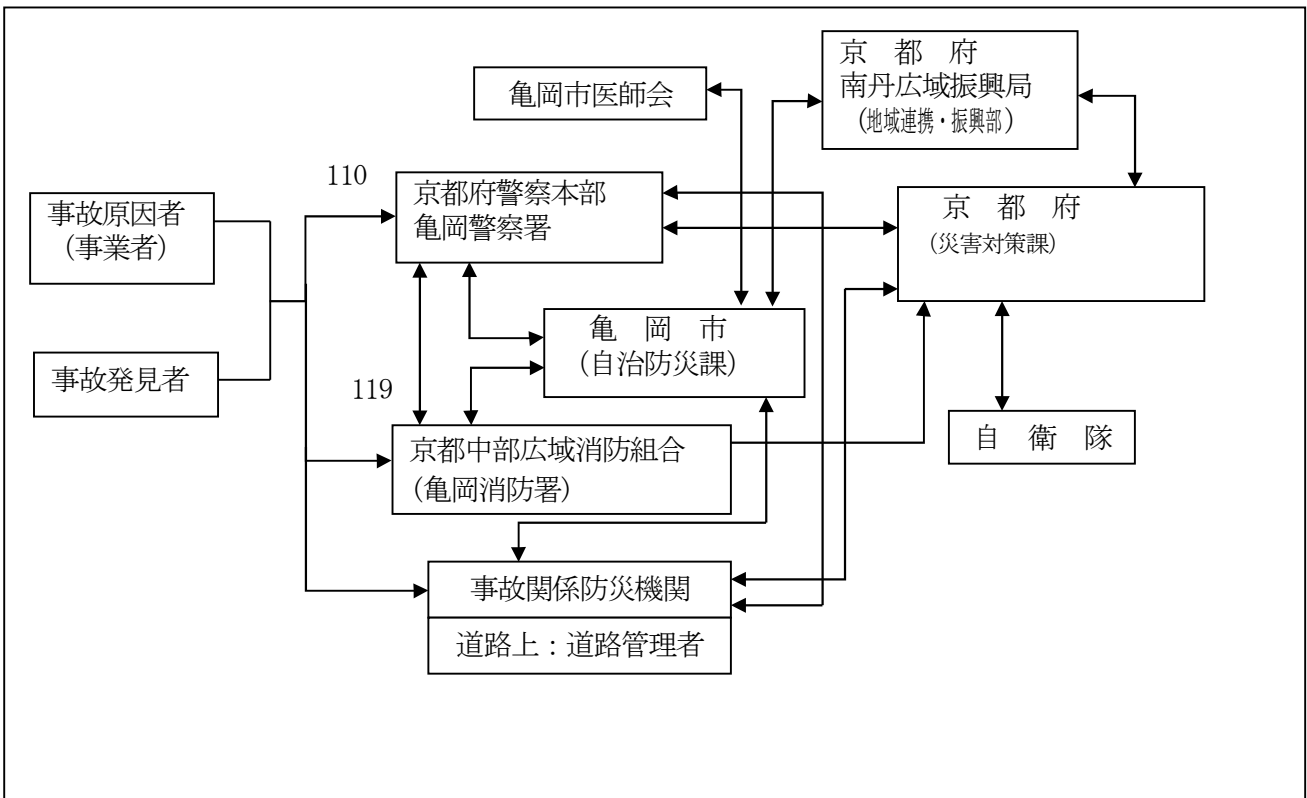 京 都 府
南丹広域振興局
(地域連携・振興部)
亀岡市医師会
110
京都府警察本部
亀岡警察署
事故原因者
(事業者)
京 都 府
(災害対策課)
亀 岡 市
(自治防災課)
事故発見者
119
京都中部広域消防組合
(亀岡消防署)
自 衛 隊
事故関係防災機関
道路上：道路管理者